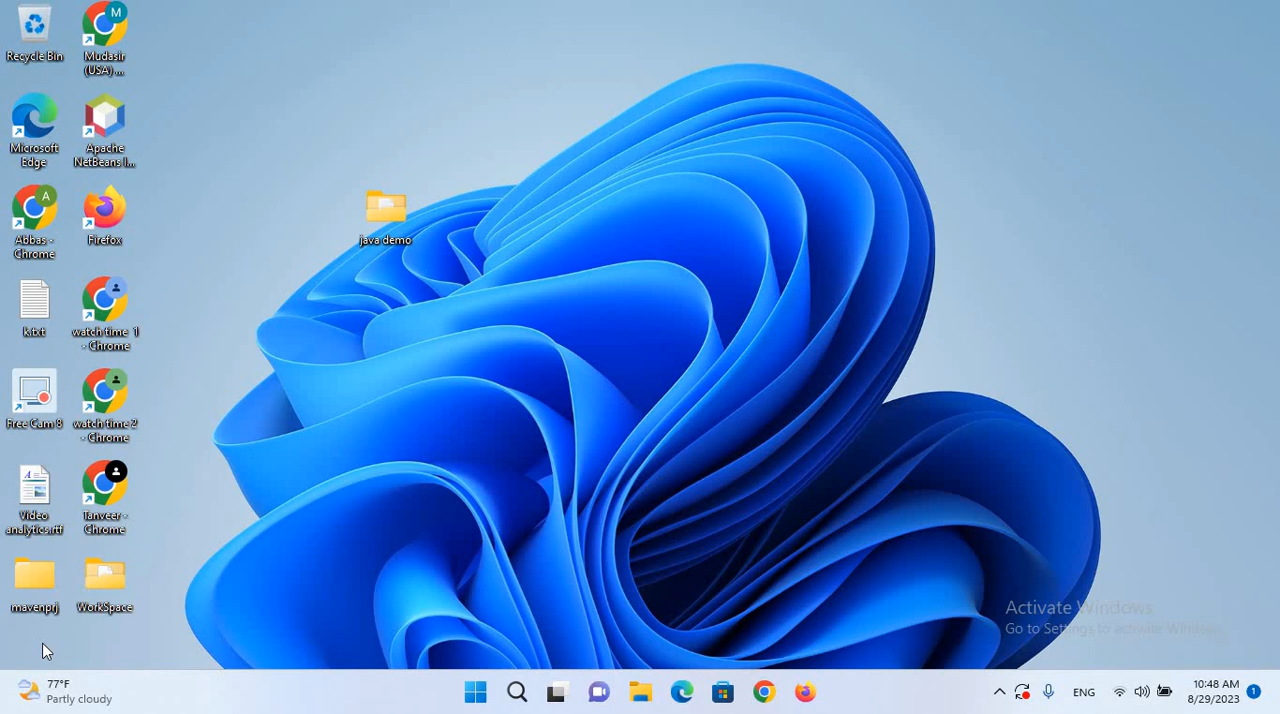 Recycle Bin
M
Mudasir
(USA) ...
Microsoft
Edge
Apache
NetBeans I...
A
Abbas -
Chrome
Firefox
java demo
k.txt
watch time 1
- Chrome
Free Cam 8
watch time 2
- Chrome
Video
analytics.rtf
Tanveer -
Chrome
mavenprj
WorkSpace
Activate Windows
Go to Settings to activate Windows.
77°F
Partly cloudy
ENG
10:48 AM
8/29/2023
1